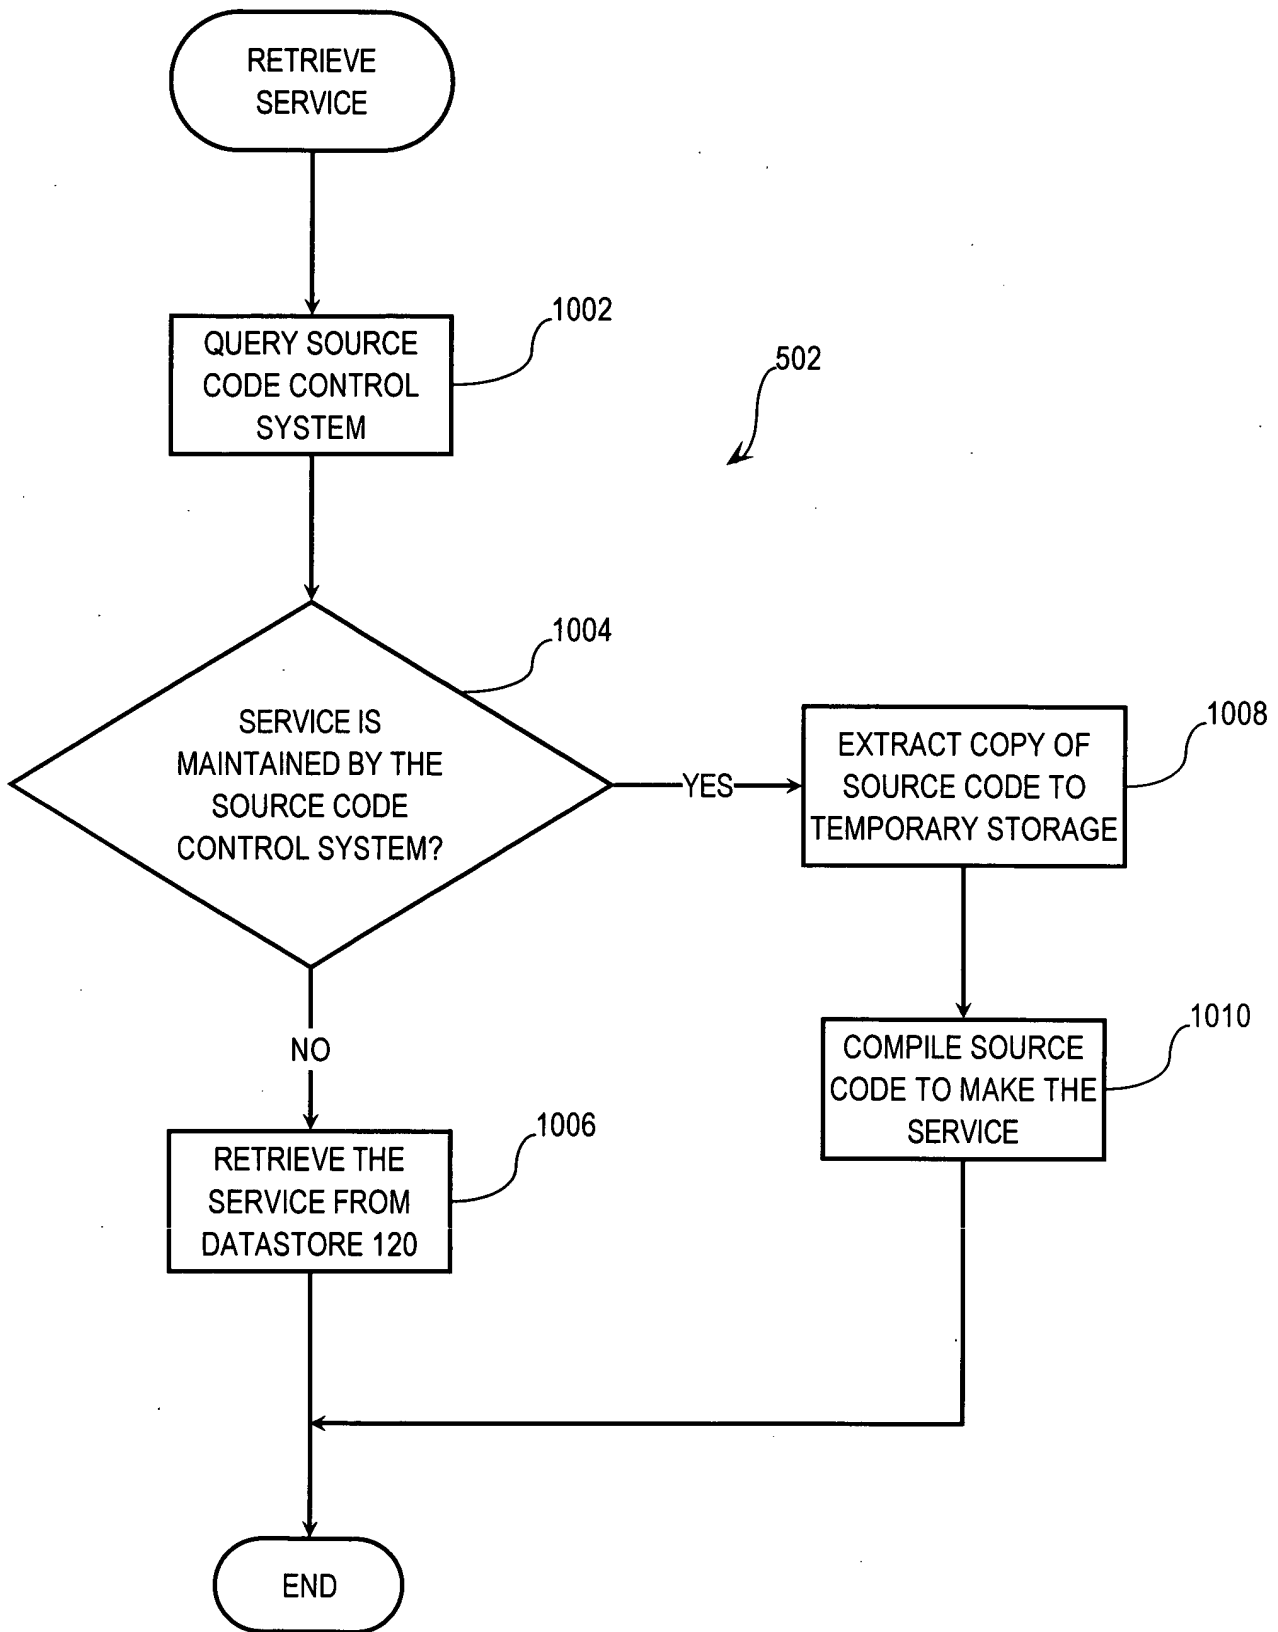 RETRIEVE
SERVICE
1002
QUERY SOURCE
CODE CONTROL
SYSTEM
502
1004
SERVICE IS
MAINTAINED BY THE
SOURCE CODE
CONTROL SYSTEM?
YES
1008
EXTRACT COPY OF
SOURCE CODE TO
TEMPORARY STORAGE
NO
1010
COMPILE SOURCE
CODE TO MAKE THE
SERVICE
1006
RETRIEVE THE
SERVICE FROM
DATASTORE 120
END